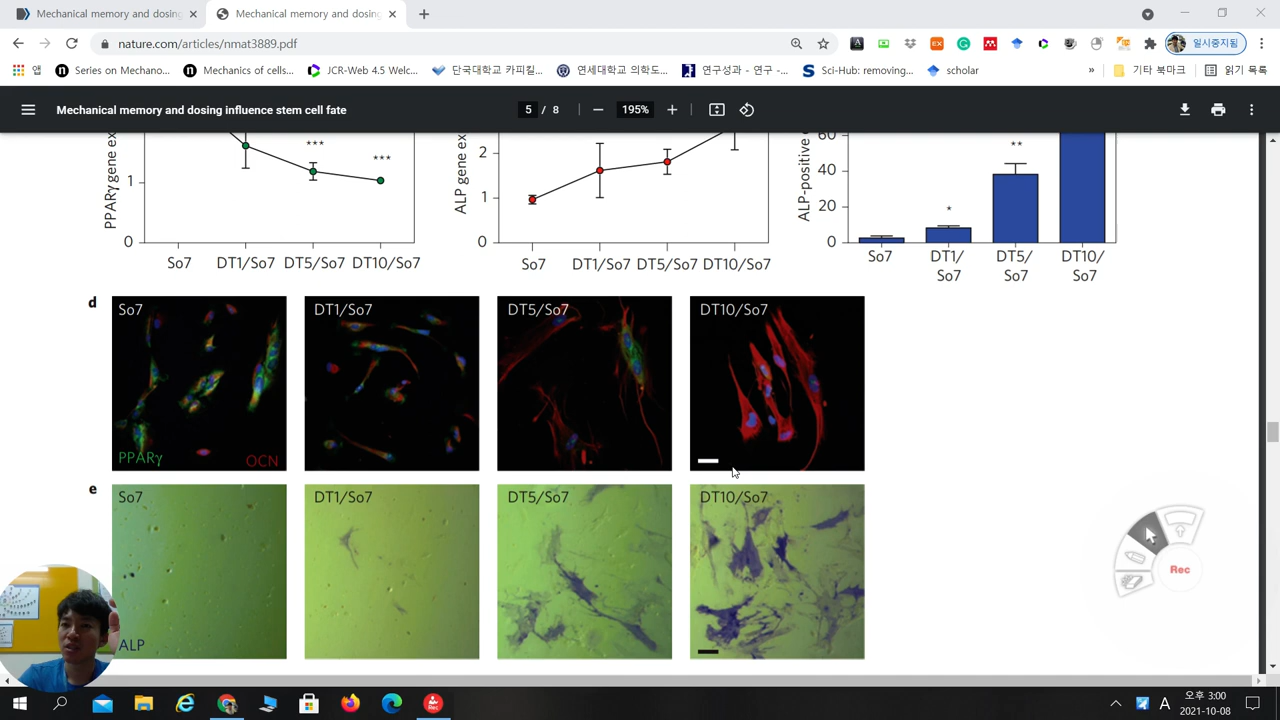 Mechanical memory and dosing
Mechanical memory and dosing
nature.com/articles/nmat3889.pdf
일시중지됨
앱
Series on Mechano...
Mechanics of cells...
JCR-Web 4.5 Welc...
단국대학교 카피킬...
연세대학교 의학도...
연구성과 - 연구 -...
Sci-Hub: removing...
scholar
»
기타 북마크
읽기 목록
Mechanical memory and dosing influence stem cell fate
5 / 8
195%
PPARγ gene ex
1
0
***
***
So7
DT1/So7
DT5/So7
DT10/So7
ALP gene ex
2
1
0
So7
DT1/So7
DT5/So7
DT10/So7
ALP-positive
60
40
20
0
*
**
So7
DT1/
So7
DT5/
So7
DT10/
So7
d
So7
DT1/So7
DT5/So7
DT10/So7
PPARγ
OCN
e
So7
DT1/So7
DT5/So7
DT10/So7
ALP
Rec
A
오후 3:00
2021-10-08